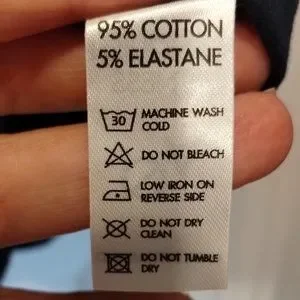 95% COTTON
5% ELASTANE
30
MACHINE WASH
COLD
DO NOT BLEACH
LOW IRON ON
REVERSE SIDE
DO NOT DRY
CLEAN
DO NOT TUMBLE
DRY